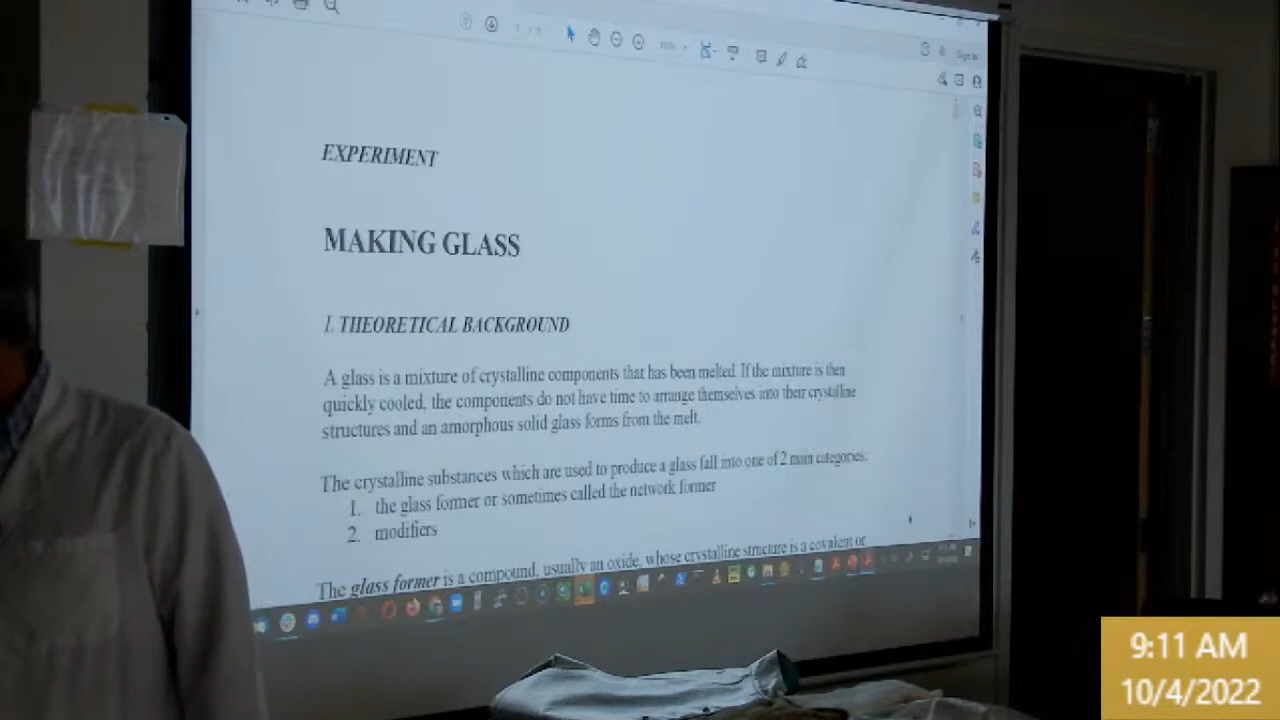 Sign In
EXPERIMENT
MAKING GLASS
I. THEORETICAL BACKGROUND
A glass is a mixture of crystalline components that has been melted. If the mixture is then
quickly cooled, the components do not have time to arrange themselves into their crystalline
structures and an amorphous solid glass forms from the melt.
The crystalline substances which are used to produce a glass fall into one of 2 main categories:
1. the glass former or sometimes called the network former
2. modifiers
The glass former is a compound, usually an oxide, whose crystalline structure is a covalent or
9:11 AM
10/4/2022